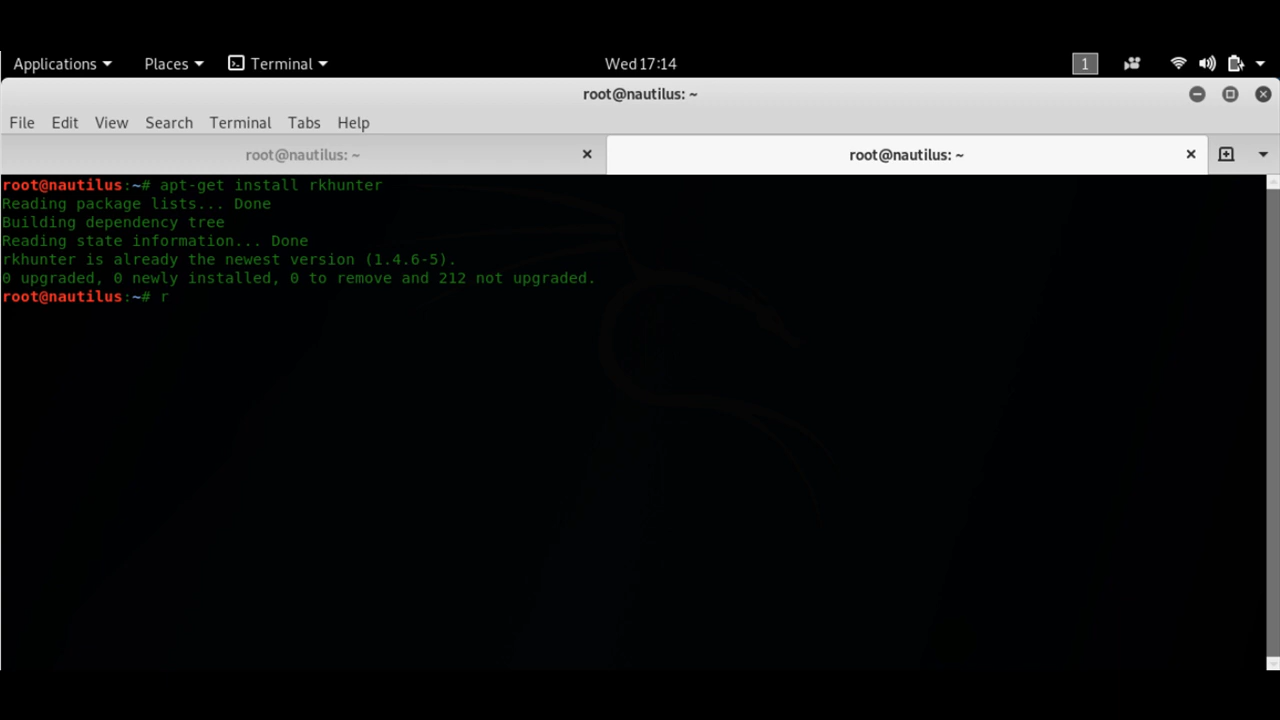 Applications Places Terminal Wed 17:14 1
root@nautilus: ~
File Edit View Search Terminal Tabs Help
root@nautilus: ~ root@nautilus: ~
root@nautilus:~# apt-get install rkhunter
Reading package lists... Done
Building dependency tree
Reading state information... Done
rkhunter is already the newest version (1.4.6-5).
0 upgraded, 0 newly installed, 0 to remove and 212 not upgraded.
root@nautilus:~# r